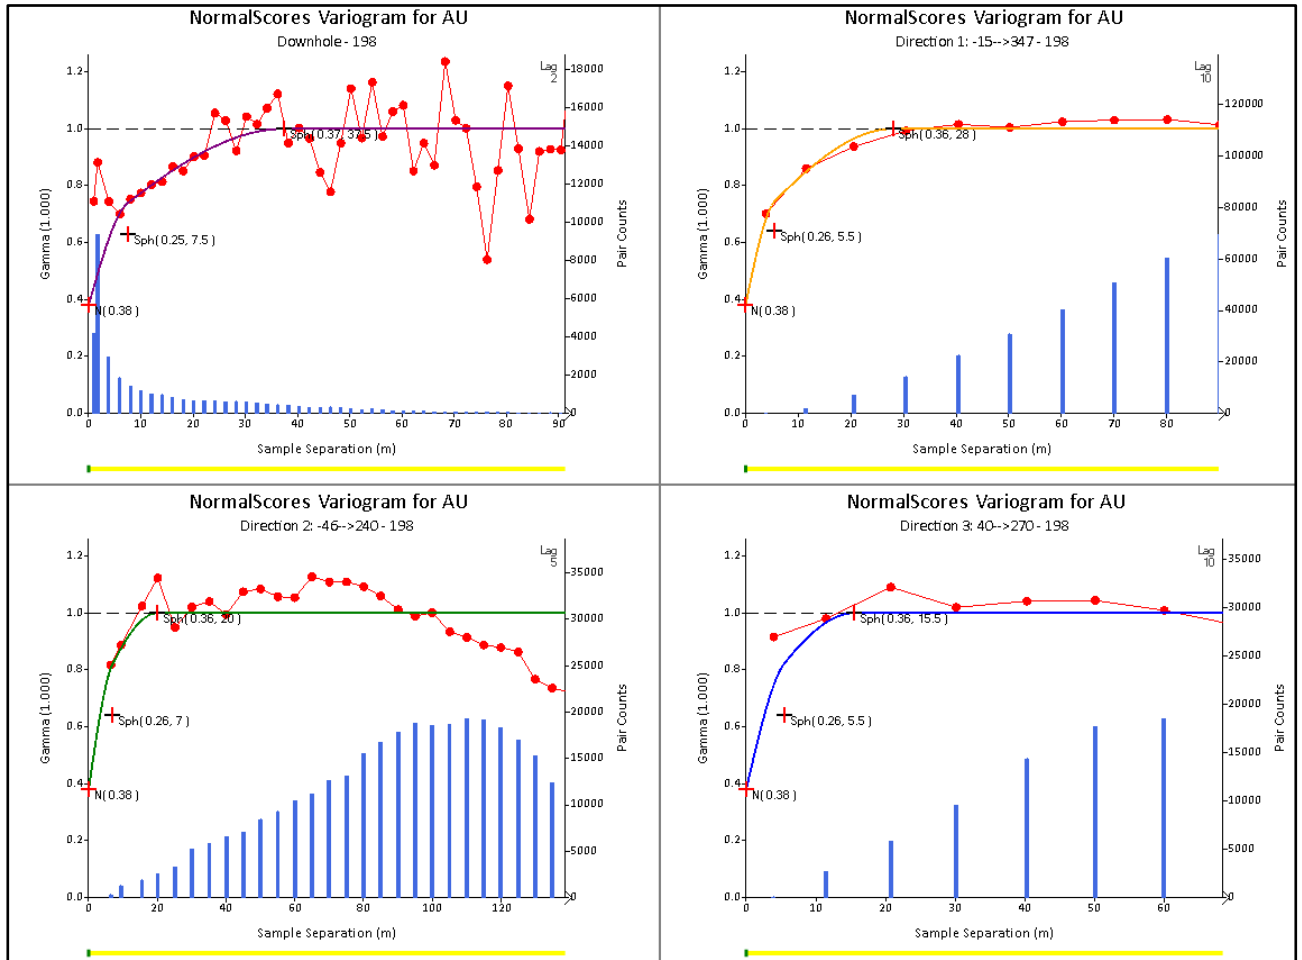 NormalScores Variogram for AU
Downhole - 198
Lag
2
1.2
1.0
0.8
0.6
0.4
0.2
0.0
Gamma (1.000)
18000
16000
14000
12000
10000
8000
6000
4000
2000
0
Pair Counts
Sph( 0.37, 37.5 )
Sph( 0.25, 7.5 )
N( 0.38 )
0 10 20 30 40 50 60 70 80 90
Sample Separation (m)
NormalScores Variogram for AU
Direction 1: -15-->347 - 198
Lag
10
1.2
1.0
0.8
0.6
0.4
0.2
0.0
Gamma (1.000)
120000
100000
80000
60000
40000
20000
0
Pair Counts
Sph( 0.36, 28 )
Sph( 0.26, 5.5 )
N( 0.38 )
0 10 20 30 40 50 60 70 80
Sample Separation (m)
NormalScores Variogram for AU
Direction 2: -46-->240 - 198
Lag
5
1.2
1.0
0.8
0.6
0.4
0.2
0.0
Gamma (1.000)
35000
30000
25000
20000
15000
10000
5000
0
Pair Counts
Sph( 0.36, 20 )
Sph( 0.26, 7 )
N( 0.38 )
0 20 40 60 80 100 120
Sample Separation (m)
NormalScores Variogram for AU
Direction 3: 40-->270 - 198
Lag
10
1.2
1.0
0.8
0.6
0.4
0.2
0.0
Gamma (1.000)
35000
30000
25000
20000
15000
10000
5000
0
Pair Counts
Sph( 0.36, 15.5 )
Sph( 0.26, 5.5 )
N( 0.38 )
0 10 20 30 40 50 60
Sample Separation (m)